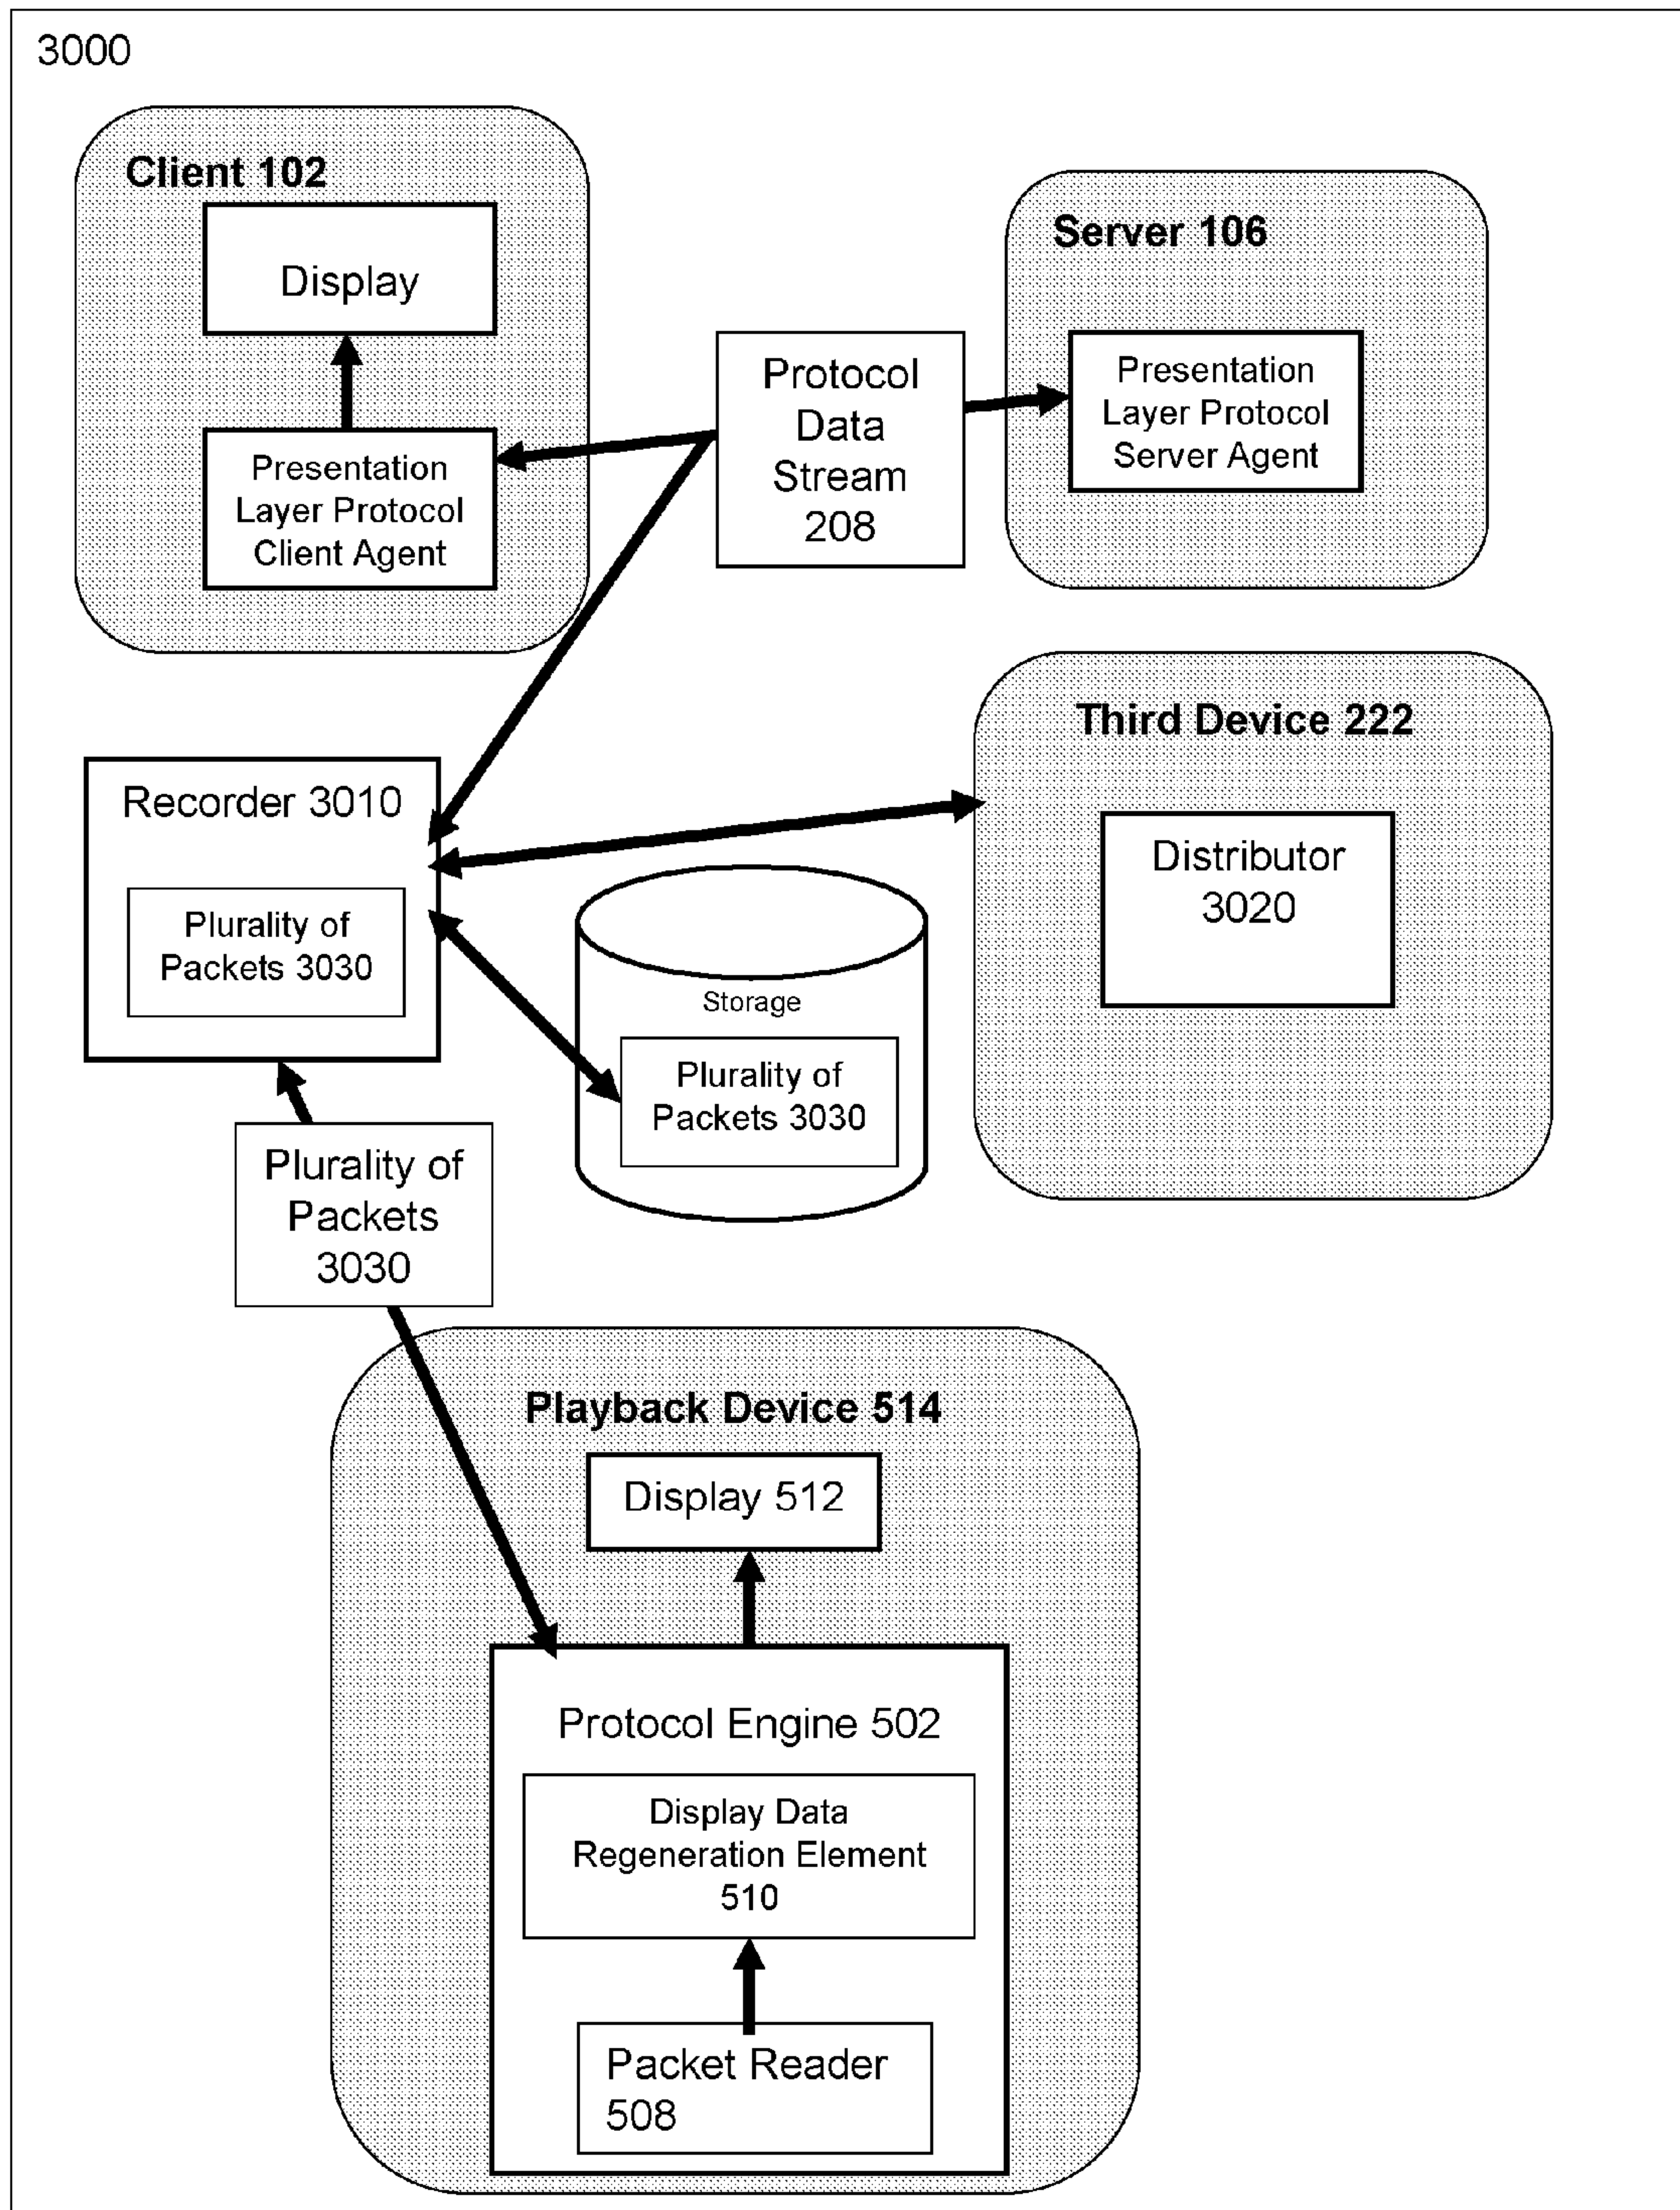 3000
Client 102
Display
Presentation
Layer Protocol
Client Agent
Protocol
Data
Stream
208
Server 106
Presentation
Layer Protocol
Server Agent
Recorder 3010
Plurality of
Packets 3030
Storage
Plurality of
Packets 3030
Third Device 222
Distributor
3020
Plurality of
Packets
3030
Playback Device 514
Display 512
Protocol Engine 502
Display Data
Regeneration Element
510
Packet Reader
508